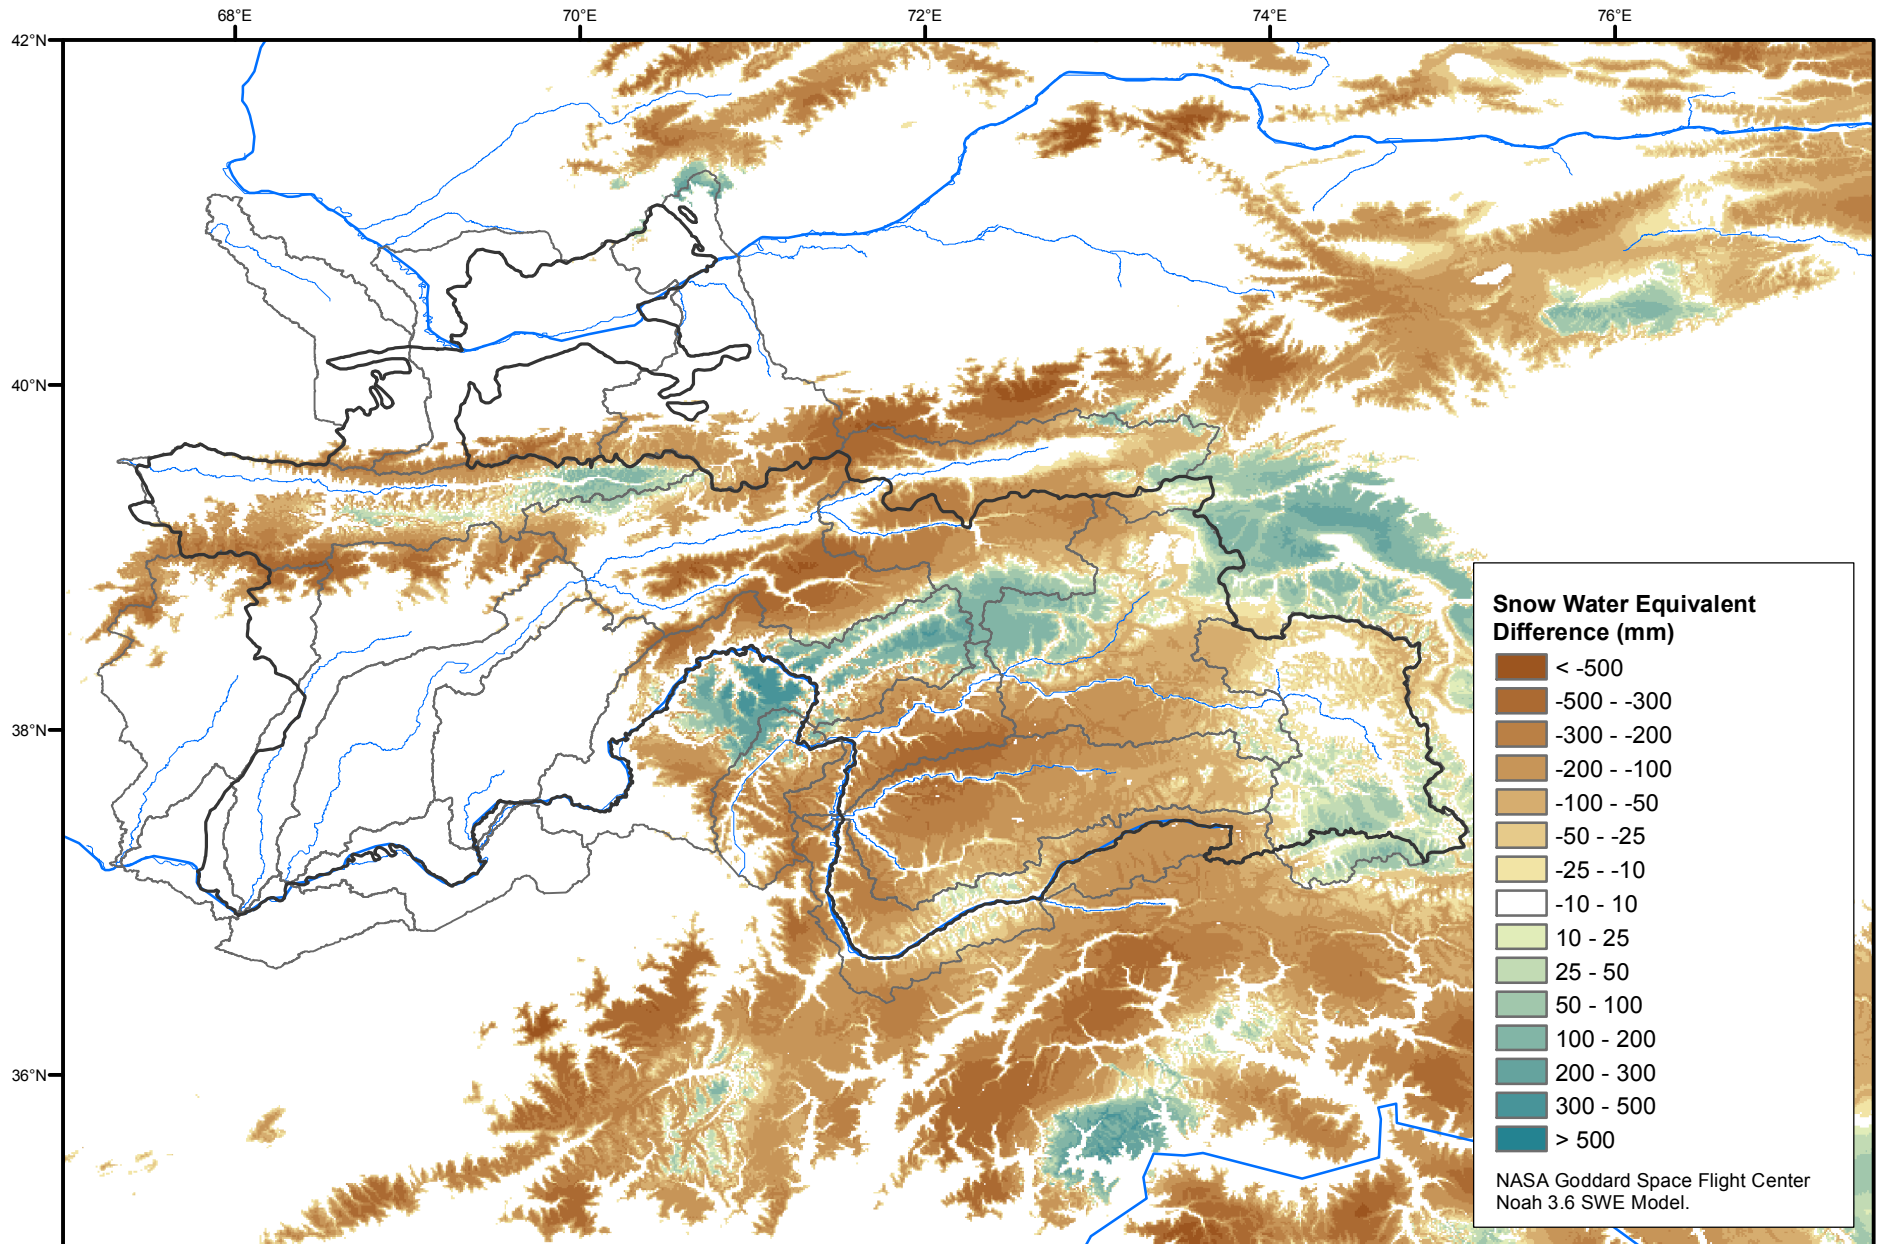 68°E
70°E
72°E
74°E
76°E
42°N
40°N
38°N
36°N
Snow Water Equivalent
Difference (mm)
< -500
-500 - -300
-300 - -200
-200 - -100
-100 - -50
-50 - -25
-25 - -10
-10 - 10
10 - 25
25 - 50
50 - 100
100 - 200
200 - 300
300 - 500
> 500
NASA Goddard Space Flight Center
Noah 3.6 SWE Model.